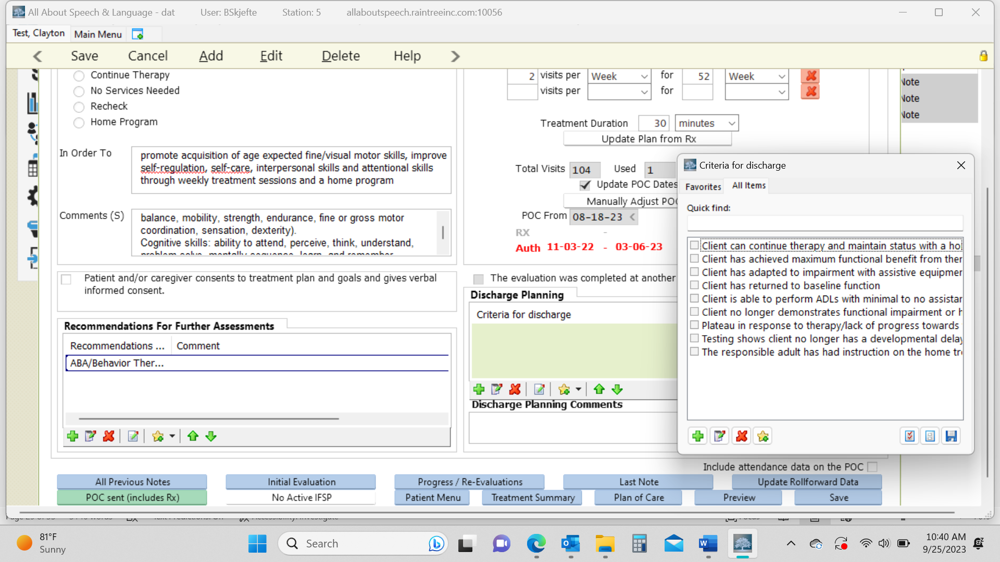 All About Speech & Language - dat User: BSkjefte Station: 5 allaboutspeech.raintreeinc.com:10056
Test, Clayton Main Menu
Save Cancel Add Edit Delete Help
Continue Therapy
No Services Needed
Recheck
Home Program
In Order To
promote acquisition of age expected fine/visual motor skills, improve
self-regulation, self-care, interpersonal skills and attentional skills
through weekly treatment sessions and a home program
Comments (S)
balance, mobility, strength, endurance, fine or gross motor
coordination, sensation, dexterity).
Cognitive skills: ability to attend, perceive, think, understand,
problem solve, mentally sequence, learn, and remember
Patient and/or caregiver consents to treatment plan and goals and gives verbal
informed consent.
Recommendations For Further Assessments
Recommendations ... Comment
ABA/Behavior Ther...
2 visits per Week for 52 Week
visits per for
Treatment Duration 30 minutes
Update Plan from Rx
Total Visits 104 Used 1
Update POC Dates
Manually Adjust POC
POC From 08-18-23 <
RX -
Auth 11-03-22 - 03-06-23
The evaluation was completed at another
Discharge Planning
Criteria for discharge
Discharge Planning Comments
Note
Note
Note
Criteria for discharge
Favorites All Items
Quick find:
Client can continue therapy and maintain status with a ho
Client has achieved maximum functional benefit from ther
Client has adapted to impairment with assistive equipmer
Client has returned to baseline function
Client is able to perform ADLs with minimal to no assistar
Client no longer demonstrates functional impairment or h
Plateau in response to therapy/lack of progress towards
Testing shows client no longer has a developmental delay
The responsible adult has had instruction on the home tr
Include attendance data on the POC
All Previous Notes Initial Evaluation Progress / Re-Evaluations Last Note Update Rollforward Data
POC sent (includes Rx) No Active IFSP Patient Menu Treatment Summary Plan of Care Preview Save
81°F
Sunny
Search
10:40 AM
9/25/2023